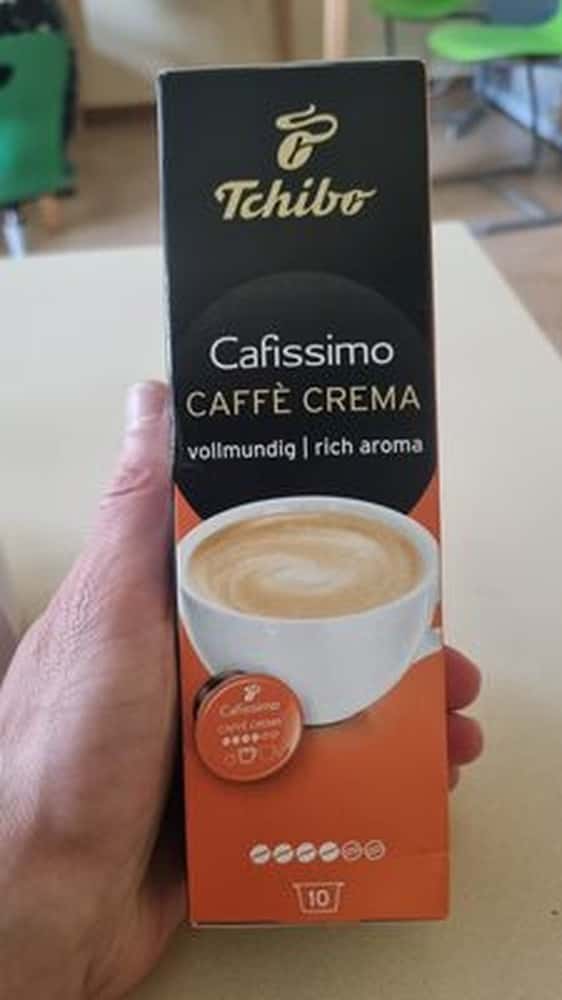 Tchibo
Cafissimo
CAFFÈ CREMA
vollmundig | rich aroma
Cafissimo
CAFFÈ CREMA
10